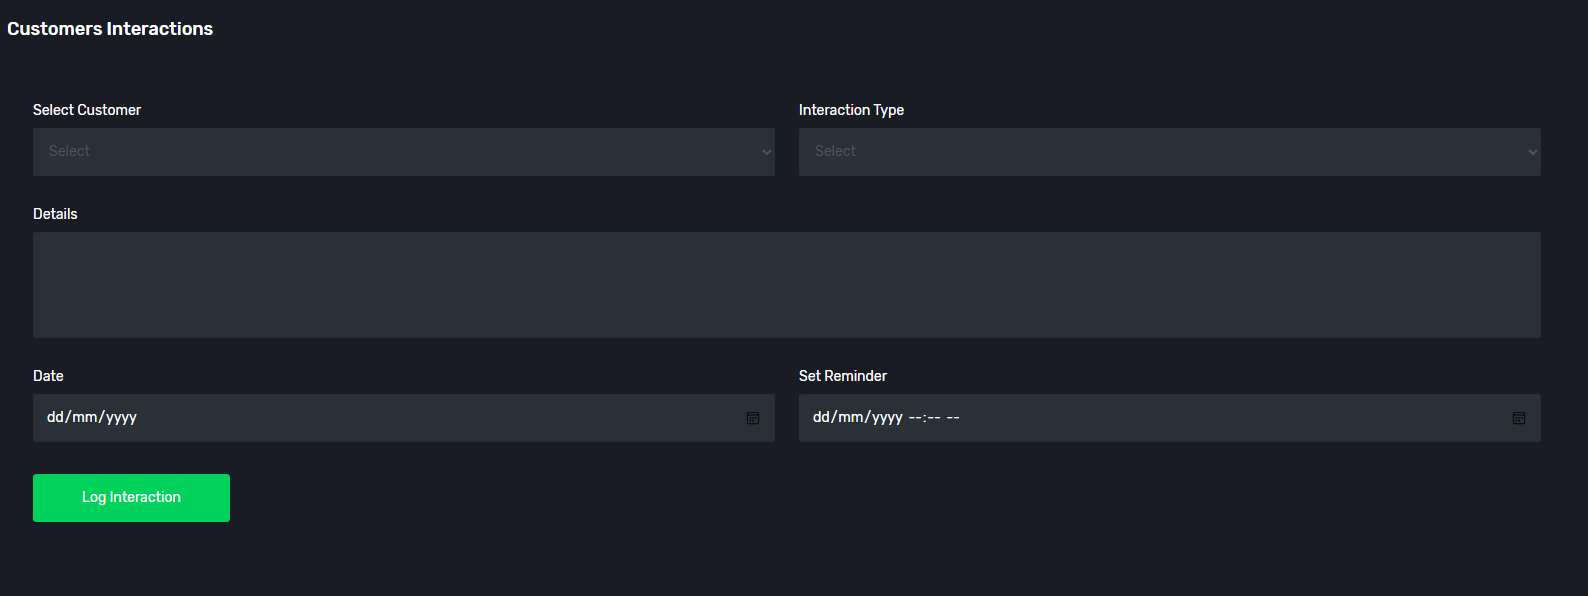 Customers Interactions
Select Customer
Interaction Type
Select
Select
Details
Date
Set Reminder
dd/mm/yyyy
dd/mm/yyyy --:-- --
Log Interaction